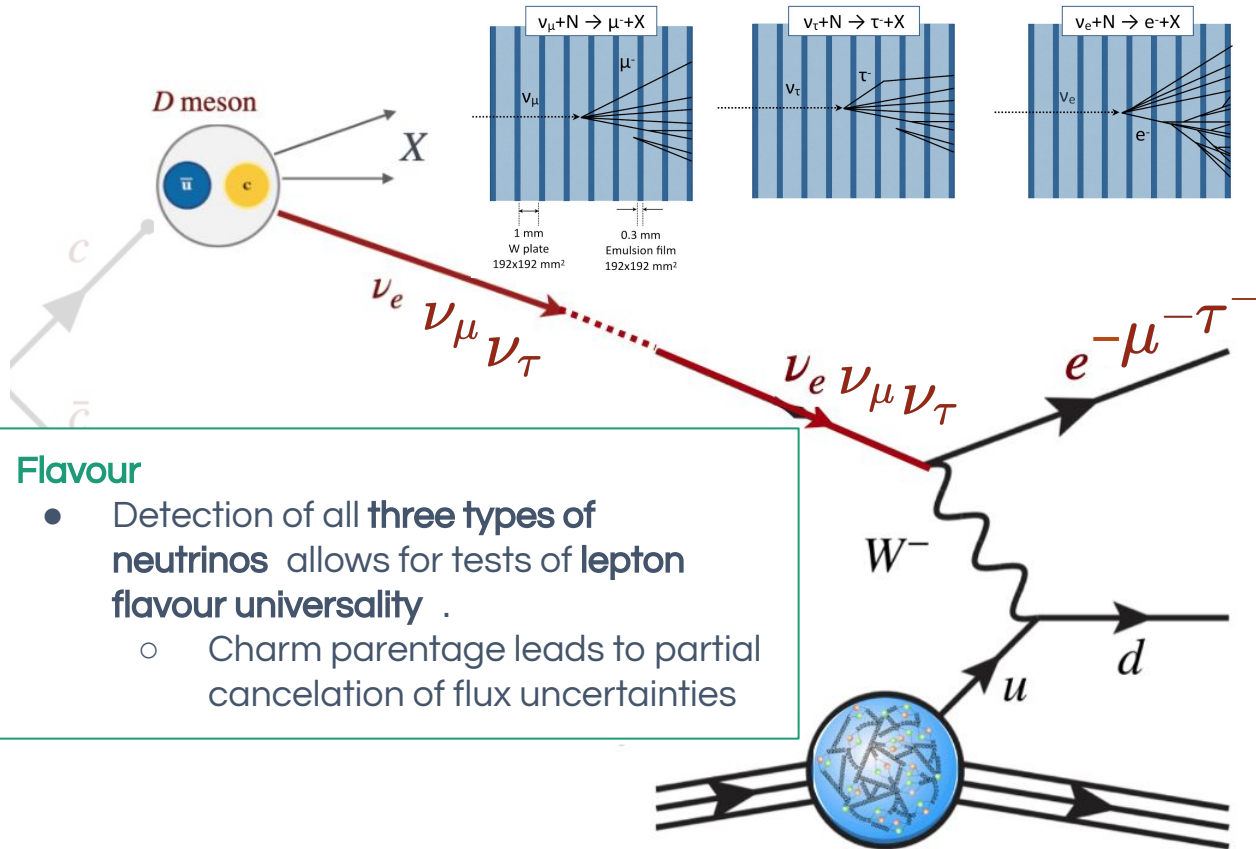 νμ+N → μ-+X
ντ+N → τ-+X
νe+N → e-+X
μ-
νμ
τ-
ντ
νe
e-
D meson
X
u̅
c
1 mm
W plate
192x192 mm²
0.3 mm
Emulsion film
192x192 mm²
c
νe νμ ντ
e⁻ μ⁻ τ⁻
νe νμ ντ
c̅
Flavour
● Detection of all three types of
neutrinos allows for tests of lepton
flavour universality .
○ Charm parentage leads to partial
cancelation of flux uncertainties
W⁻
d
u